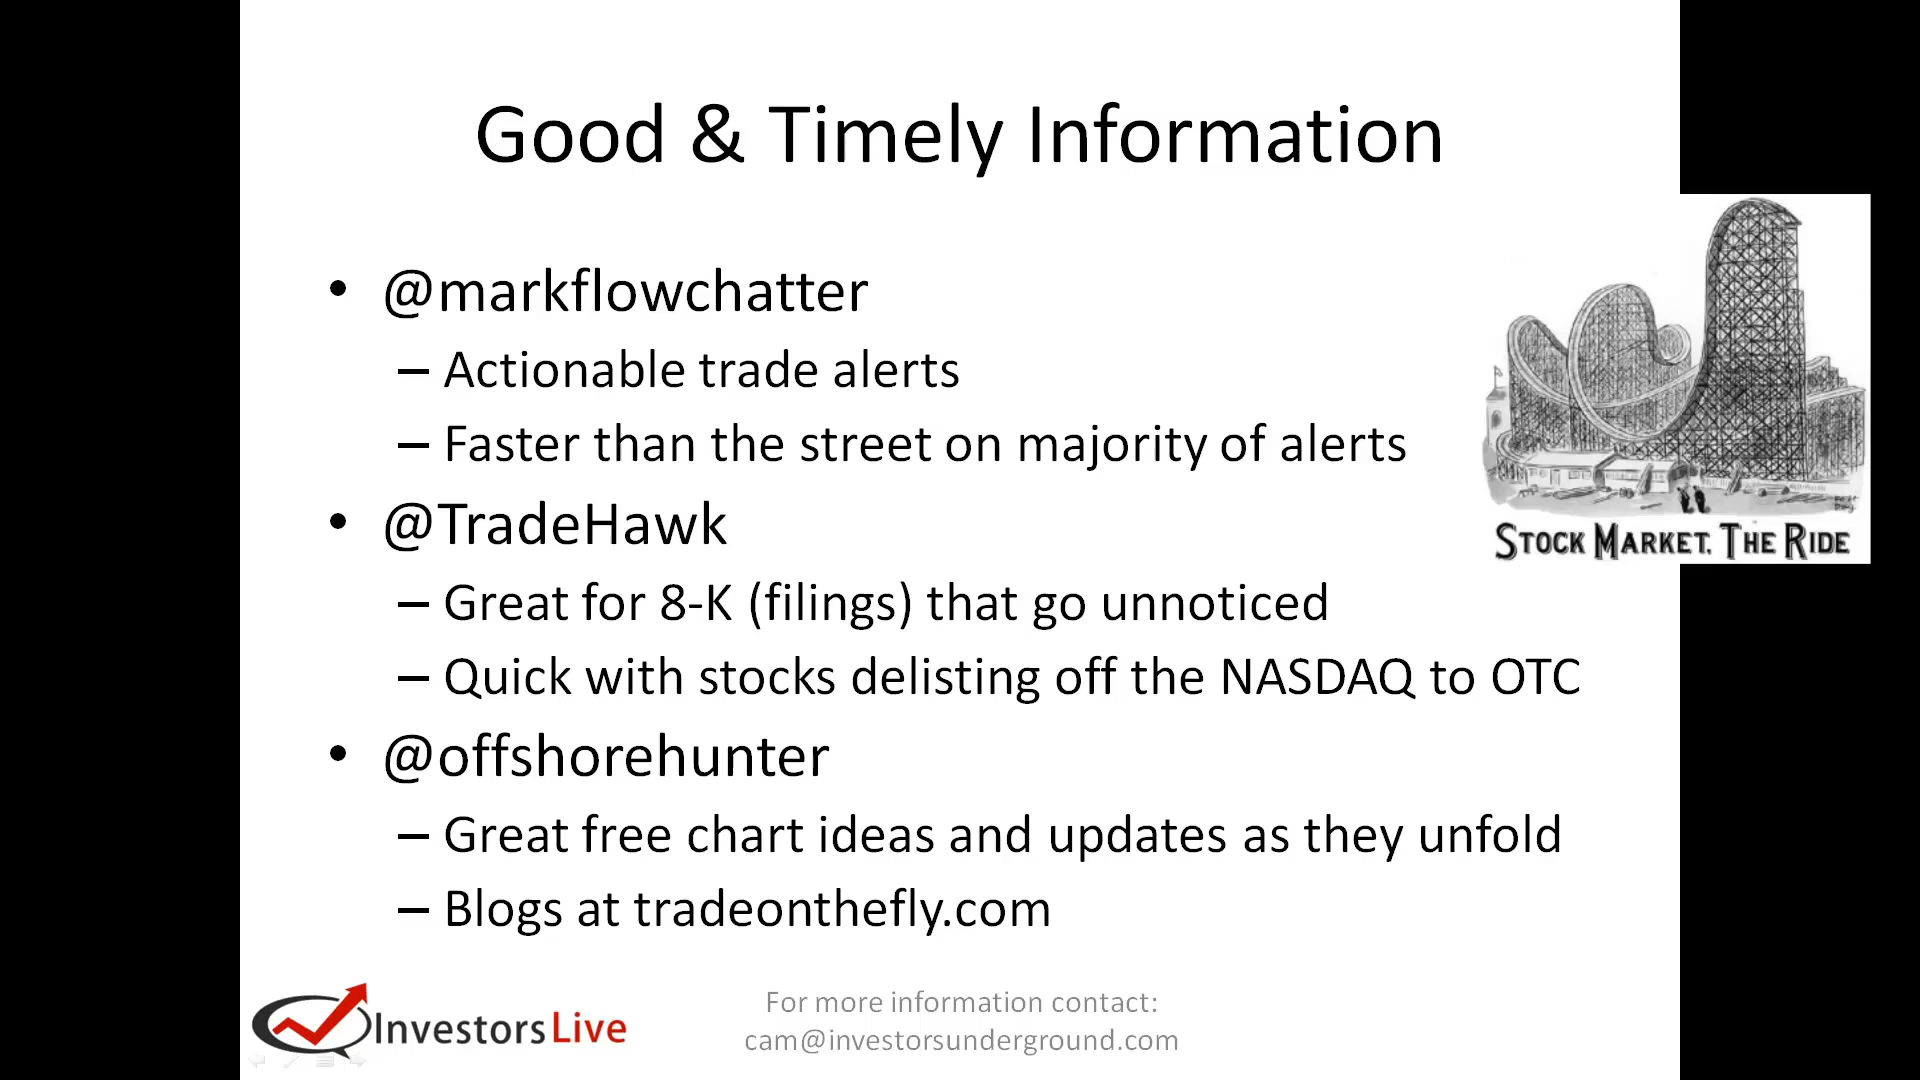 Good & Timely Information
• @markflowchatter
– Actionable trade alerts
– Faster than the street on majority of alerts
• @TradeHawk
– Great for 8-K (filings) that go unnoticed
– Quick with stocks delisting off the NASDAQ to OTC
• @offshorehunter
– Great free chart ideas and updates as they unfold
– Blogs at tradeonthefly.com
STOCK MARKET. THE RIDE
InvestorsLive
For more information contact:
cam@investorsunderground.com